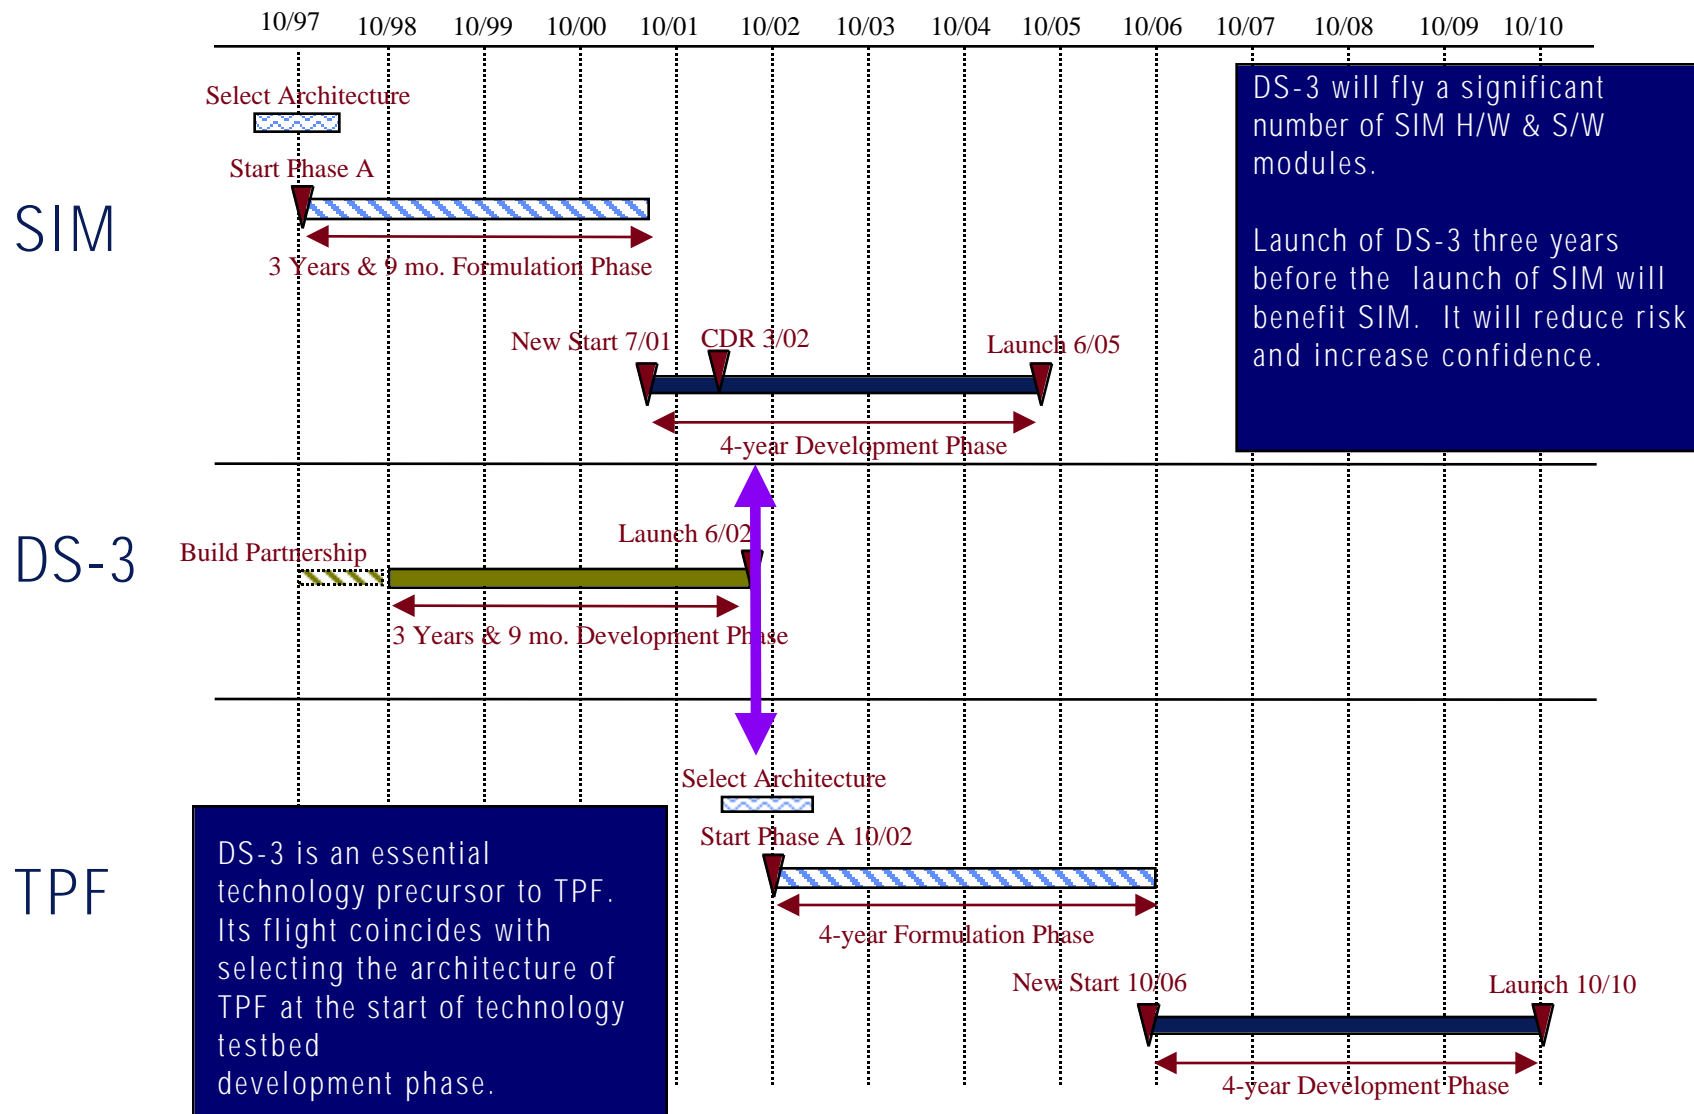 10/97 10/98 10/99 10/00 10/01 10/02 10/03 10/04 10/05 10/06 10/07 10/08 10/09 10/10
SIM
Select Architecture
Start Phase A
3 Years & 9 mo. Formulation Phase
New Start 7/01
CDR 3/02
Launch 6/05
4-year Development Phase
DS-3 will fly a significant
number of SIM H/W & S/W
modules.
Launch of DS-3 three years
before the launch of SIM will
benefit SIM. It will reduce risk
and increase confidence.
DS-3
Build Partnership
Launch 6/02
3 Years & 9 mo. Development Phase
TPF
Select Architecture
Start Phase A 10/02
4-year Formulation Phase
New Start 10/06
Launch 10/10
4-year Development Phase
DS-3 is an essential
technology precursor to TPF.
Its flight coincides with
selecting the architecture of
TPF at the start of technology
testbed
development phase.